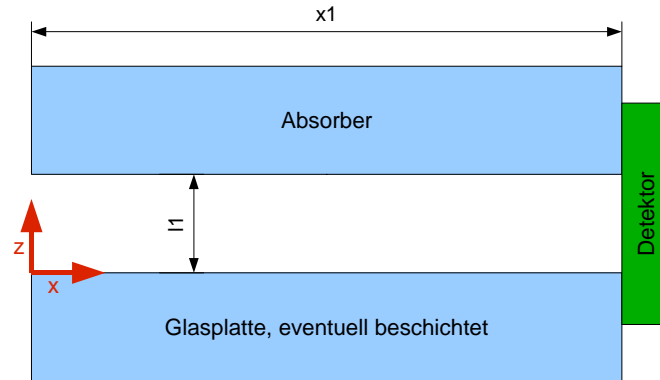 x1
Absorber
l1
Detektor
z
x
Glasplatte, eventuell beschichtet